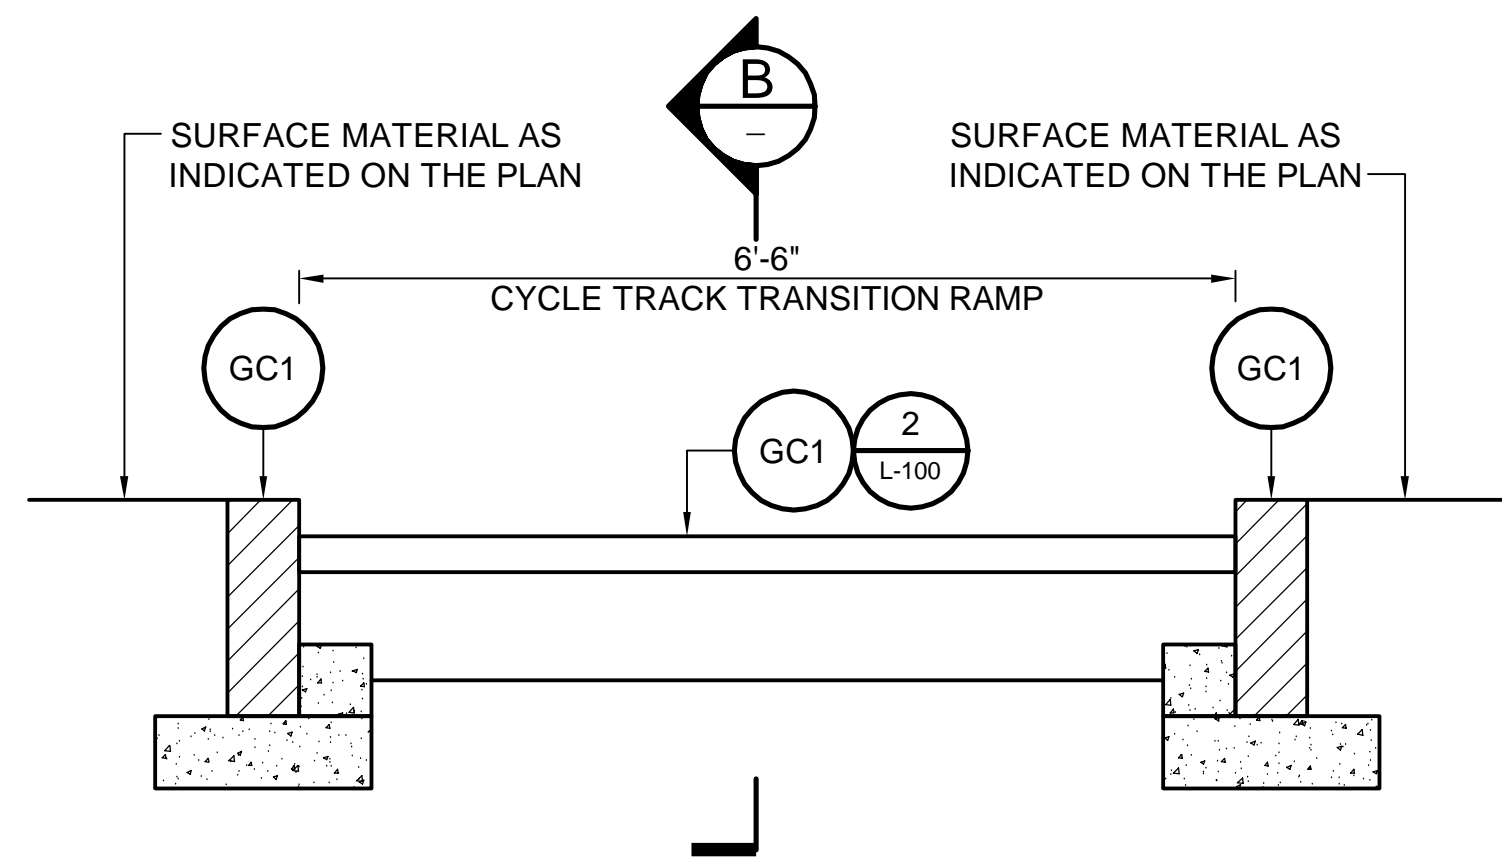 B
–
SURFACE MATERIAL AS
INDICATED ON THE PLAN
SURFACE MATERIAL AS
INDICATED ON THE PLAN
6'-6"
CYCLE TRACK TRANSITION RAMP
GC1
GC1
GC1
2
L-100